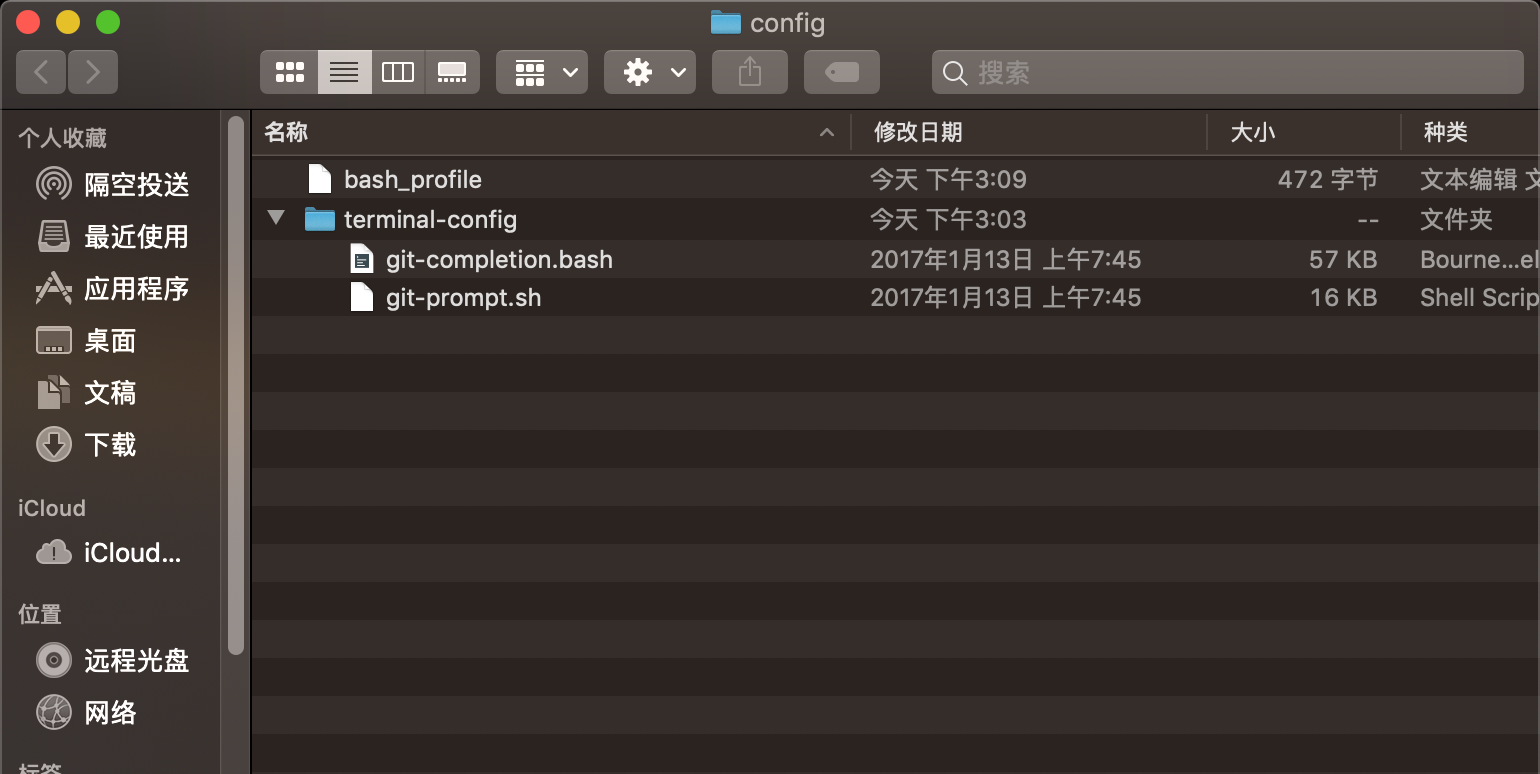 config
搜索
个人收藏
隔空投送
最近使用
应用程序
桌面
文稿
下载
iCloud
iCloud...
位置
远程光盘
网络
标签
名称 修改日期 大小 种类
bash_profile 今天 下午3:09 472 字节 文本编辑 文
terminal-config 今天 下午3:03 -- 文件夹
git-completion.bash 2017年1月13日 上午7:45 57 KB Bourne...el
git-prompt.sh 2017年1月13日 上午7:45 16 KB Shell Scrip